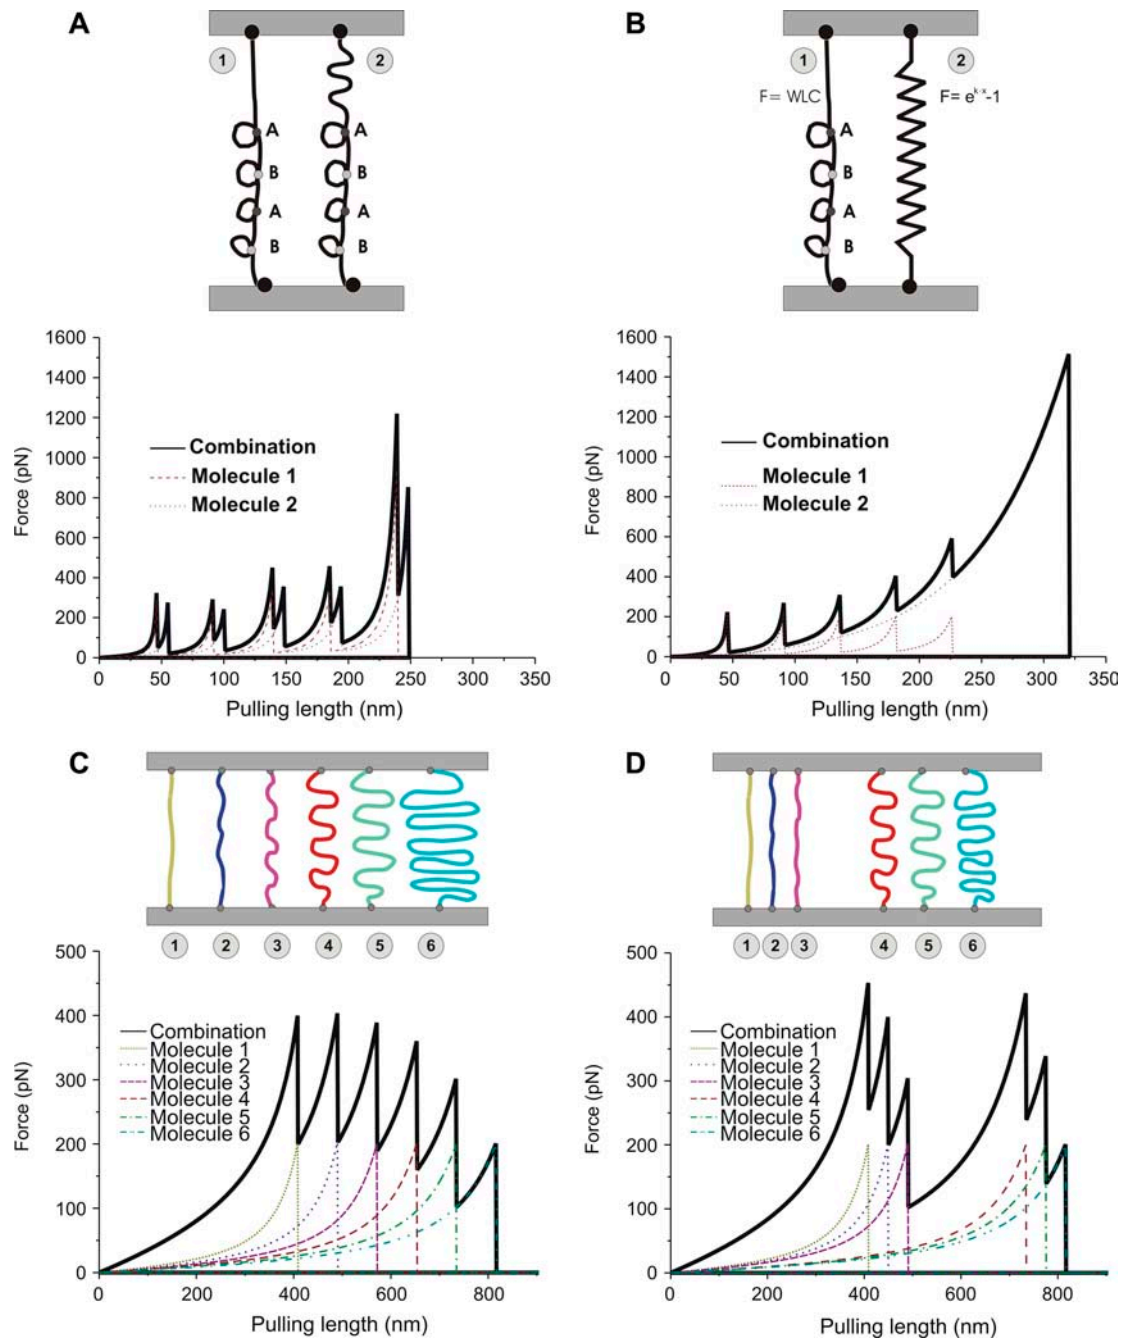 A
1
2
A
B
A
B
A
B
A
B
1600
1400
1200
1000
800
600
400
200
0
Force (pN)
Combination
Molecule 1
Molecule 2
0 50 100 150 200 250 300 350
Pulling length (nm)
B
1
2
F= WLC
F= e^{k·x}-1
A
B
A
B
1600
1400
1200
1000
800
600
400
200
0
Force (pN)
Combination
Molecule 1
Molecule 2
0 50 100 150 200 250 300 350
Pulling length (nm)
C
1 2 3 4 5 6
500
400
300
200
100
0
Force (pN)
Combination
Molecule 1
Molecule 2
Molecule 3
Molecule 4
Molecule 5
Molecule 6
0 200 400 600 800
Pulling length (nm)
D
1 2 3 4 5 6
500
400
300
200
100
0
Force (pN)
Combination
Molecule 1
Molecule 2
Molecule 3
Molecule 4
Molecule 5
Molecule 6
0 200 400 600 800
Pulling length (nm)